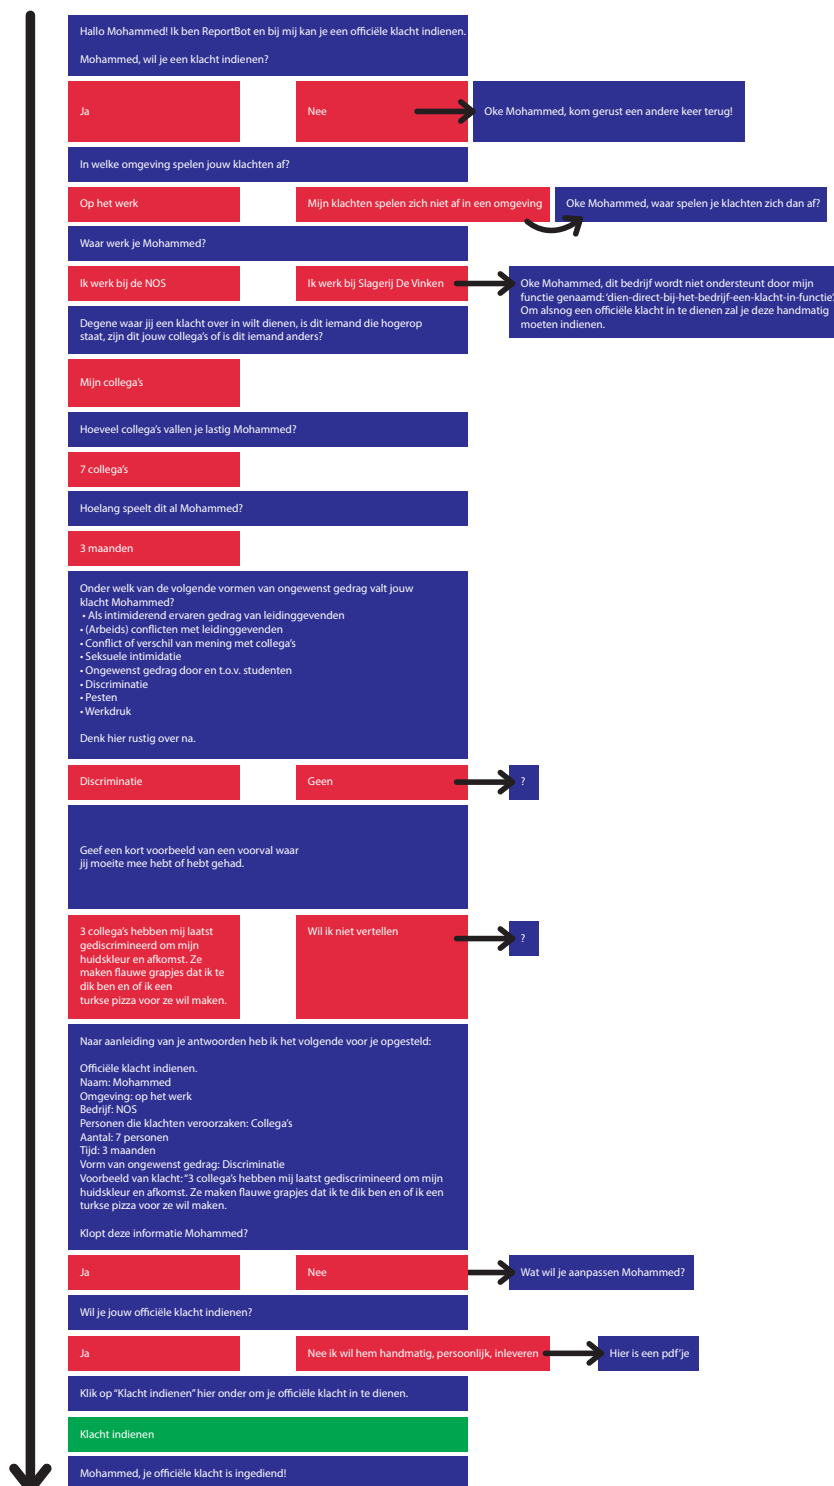 Hallo Mohammed! Ik ben ReportBot en bij mij kan je een officiële klacht indienen.
Mohammed, wil je een klacht indienen?
Ja
Nee
Oke Mohammed, kom gerust een andere keer terug!
In welke omgeving spelen jouw klachten af?
Op het werk
Mijn klachten spelen zich niet af in een omgeving
Oke Mohammed, waar spelen je klachten zich dan af?
Waar werk je Mohammed?
Ik werk bij de NOS
Ik werk bij Slagerij De Vinken
Oke Mohammed, dit bedrijf wordt niet ondersteunt door mijn
functie genaamd: ‘dien-direct-bij-het-bedrijf-een-klacht-in-functie’.
Om alsnog een officiële klacht in te dienen zal je deze handmatig
moeten indienen.
Degene waar jij een klacht over in wilt dienen, is dit iemand die hogerop
staat, zijn dit jouw collega’s of is dit iemand anders?
Mijn collega’s
Hoeveel collega’s vallen je lastig Mohammed?
7 collega’s
Hoelang speelt dit al Mohammed?
3 maanden
Onder welk van de volgende vormen van ongewenst gedrag valt jouw
klacht Mohammed?
• Als intimiderend ervaren gedrag van leidinggevenden
• (Arbeids) conflicten met leidinggevenden
• Conflict of verschil van mening met collega’s
• Seksuele intimidatie
• Ongewenst gedrag door en t.o.v. studenten
• Discriminatie
• Pesten
• Werkdruk
Denk hier rustig over na.
Discriminatie
Geen
?
Geef een kort voorbeeld van een voorval waar
jij moeite mee hebt of hebt gehad.
3 collega’s hebben mij laatst
gediscrimineerd om mijn
huidskleur en afkomst. Ze
maken flauwe grapjes dat ik te
dik ben en of ik een
turkse pizza voor ze wil maken.
Wil ik niet vertellen
?
Naar aanleiding van je antwoorden heb ik het volgende voor je opgesteld:
Officiële klacht indienen.
Naam: Mohammed
Omgeving: op het werk
Bedrijf: NOS
Personen die klachten veroorzaken: Collega’s
Aantal: 7 personen
Tijd: 3 maanden
Vorm van ongewenst gedrag: Discriminatie
Voorbeeld van klacht: “3 collega’s hebben mij laatst gediscrimineerd om mijn
huidskleur en afkomst. Ze maken flauwe grapjes dat ik te dik ben en of ik een
turkse pizza voor ze wil maken.
Klopt deze informatie Mohammed?
Ja
Nee
Wat wil je aanpassen Mohammed?
Wil je jouw officiële klacht indienen?
Ja
Nee ik wil hem handmatig, persoonlijk, inleveren
Hier is een pdf’je
Klik op “Klacht indienen” hier onder om je officiële klacht in te dienen.
Klacht indienen
Mohammed, je officiële klacht is ingediend!